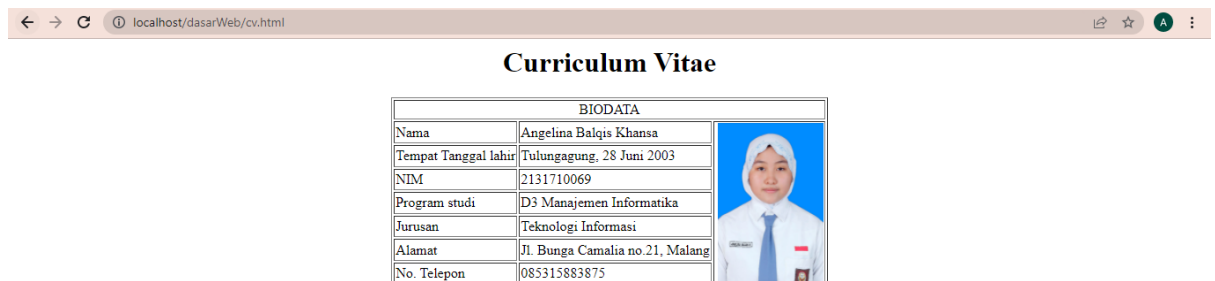 localhost/dasarWeb/cv.html
A
Curriculum Vitae
BIODATA
Nama Angelina Balqis Khansa
Tempat Tanggal lahir Tulungagung, 28 Juni 2003
NIM 2131710069
Program studi D3 Manajemen Informatika
Jurusan Teknologi Informasi
Alamat Jl. Bunga Camalia no.21, Malang
No. Telepon 085315883875